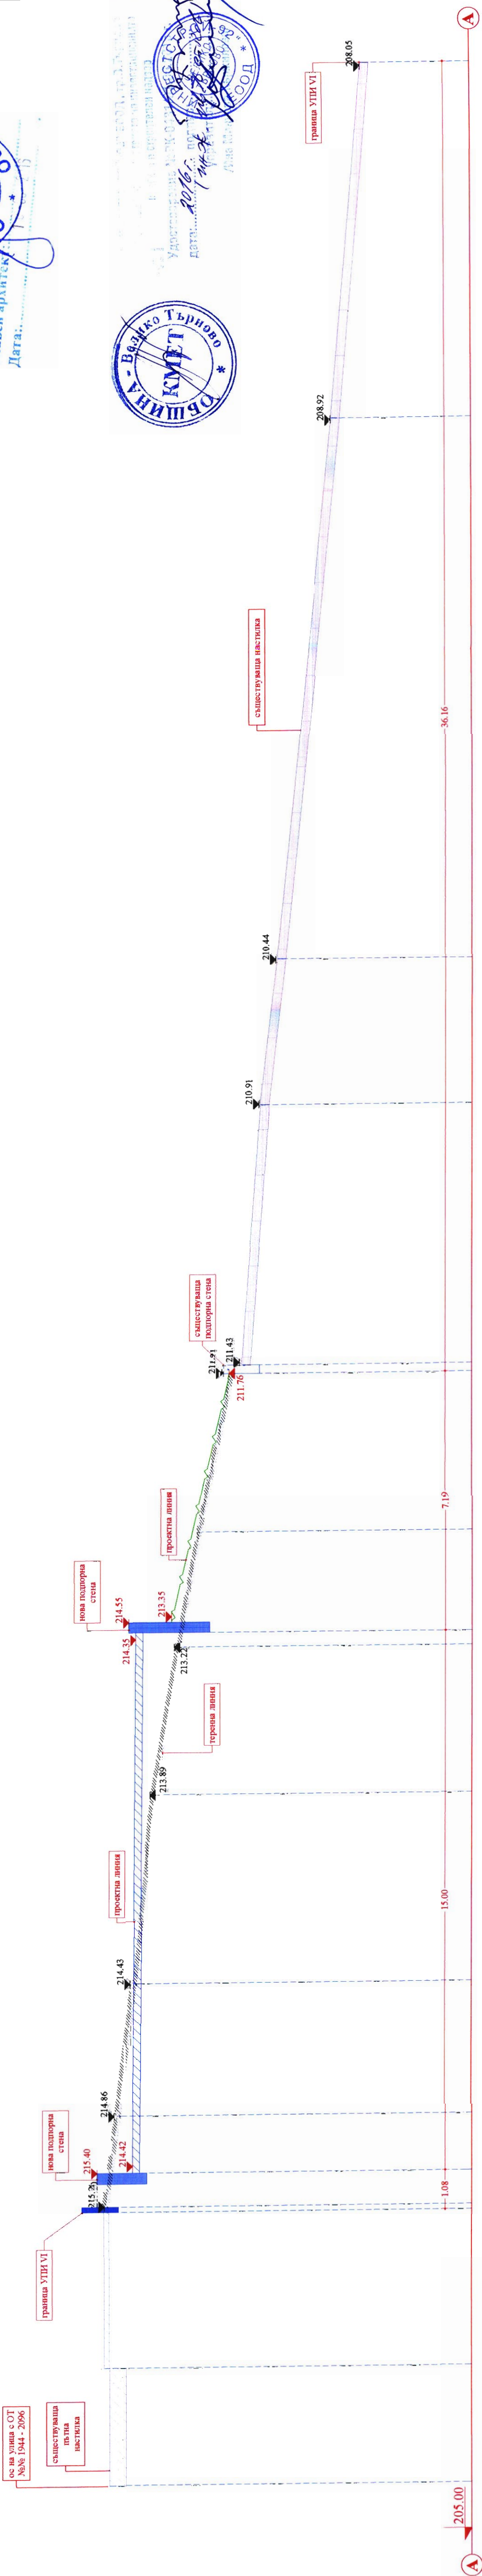 A
208.05
граница УПИ VI
208.92
съществуваща настилка
36.16
210.44
210.91
съществуваща
подпорна стена
211.91
211.43
211.76
проектна линия
7.19
нова подпорна
стена
214.55
214.35
213.35
213.22
теренна линия
213.89
проектна линия
15.00
214.43
214.86
нова подпорна
стена
215.40
214.42
1.08
граница УПИ VI
ос на улица с ОТ
№№ 1944 - 2096
съществуваща
пътна
настилка
205.00
A
Дата:
ОБЩИНА - Велико Търново
КМЕТ
дата:
2016г.